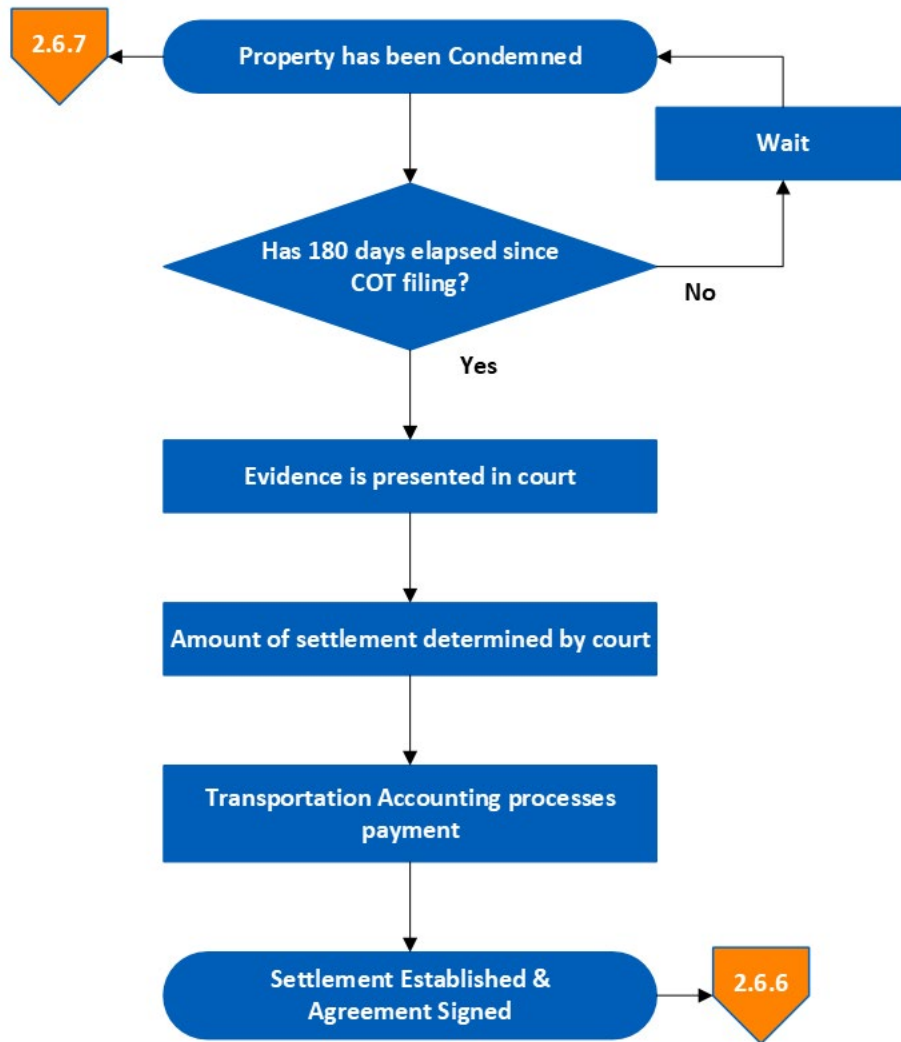 2.6.7
Property has been Condemned
Wait
Has 180 days elapsed since
COT filing?
No
Yes
Evidence is presented in court
Amount of settlement determined by court
Transportation Accounting processes
payment
Settlement Established &
Agreement Signed
2.6.6